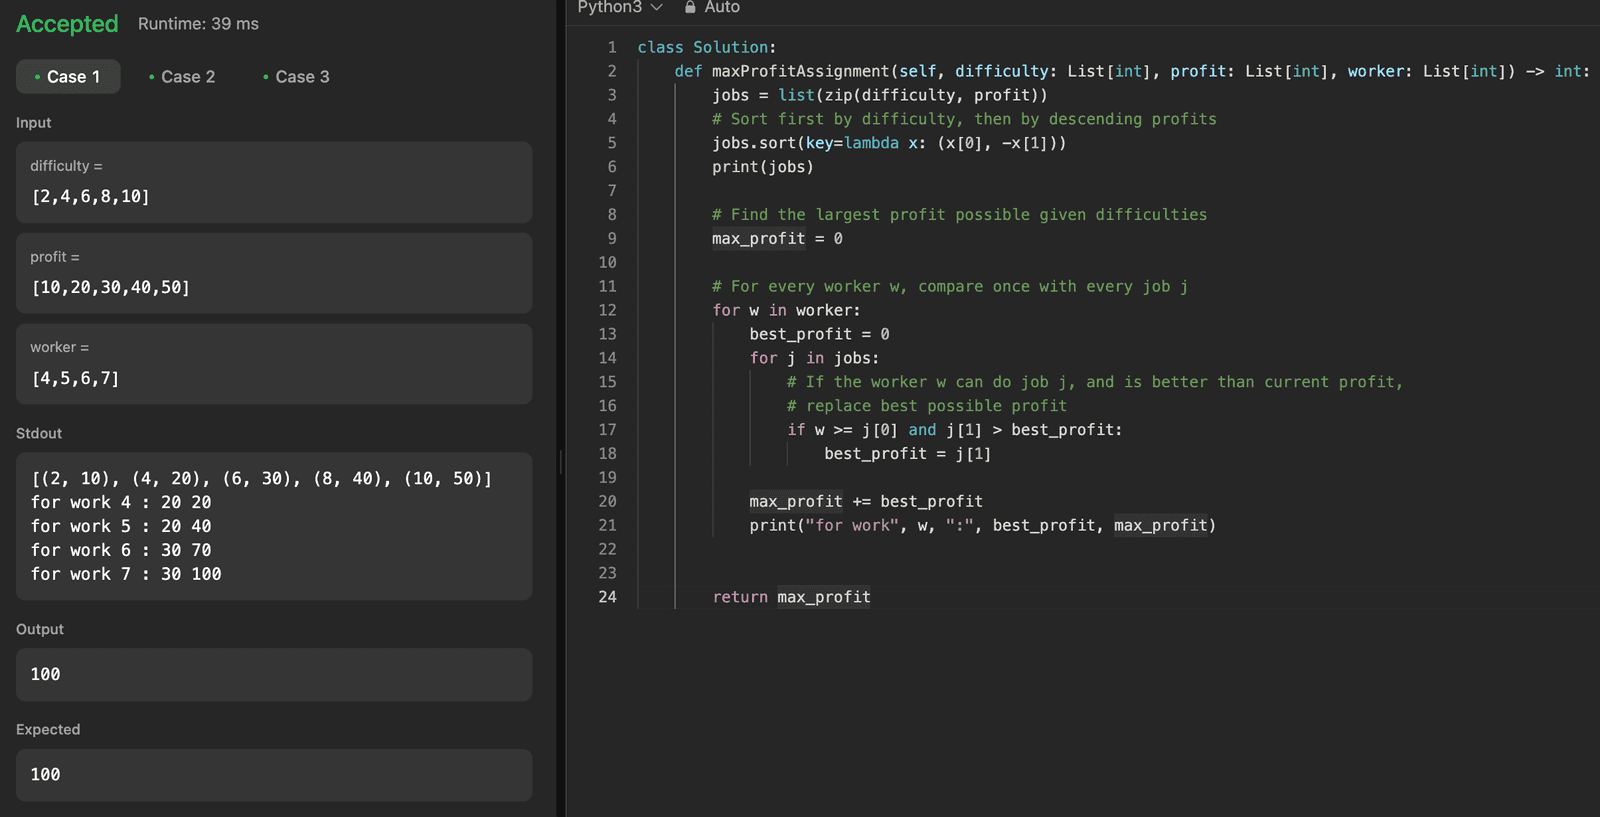 Accepted Runtime: 39 ms
• Case 1 • Case 2 • Case 3
Input
difficulty =
[2,4,6,8,10]
profit =
[10,20,30,40,50]
worker =
[4,5,6,7]
Stdout
[(2, 10), (4, 20), (6, 30), (8, 40), (10, 50)]
for work 4 : 20 20
for work 5 : 20 40
for work 6 : 30 70
for work 7 : 30 100
Output
100
Expected
100
Python3 Auto
1 class Solution:
2     def maxProfitAssignment(self, difficulty: List[int], profit: List[int], worker: List[int]) -> int:
3         jobs = list(zip(difficulty, profit))
4         # Sort first by difficulty, then by descending profits
5         jobs.sort(key=lambda x: (x[0], -x[1]))
6         print(jobs)
7
8         # Find the largest profit possible given difficulties
9         max_profit = 0
10
11         # For every worker w, compare once with every job j
12         for w in worker:
13             best_profit = 0
14             for j in jobs:
15                 # If the worker w can do job j, and is better than current profit,
16                 # replace best possible profit
17                 if w >= j[0] and j[1] > best_profit:
18                     best_profit = j[1]
19
20             max_profit += best_profit
21             print("for work", w, ":", best_profit, max_profit)
22
23
24         return max_profit